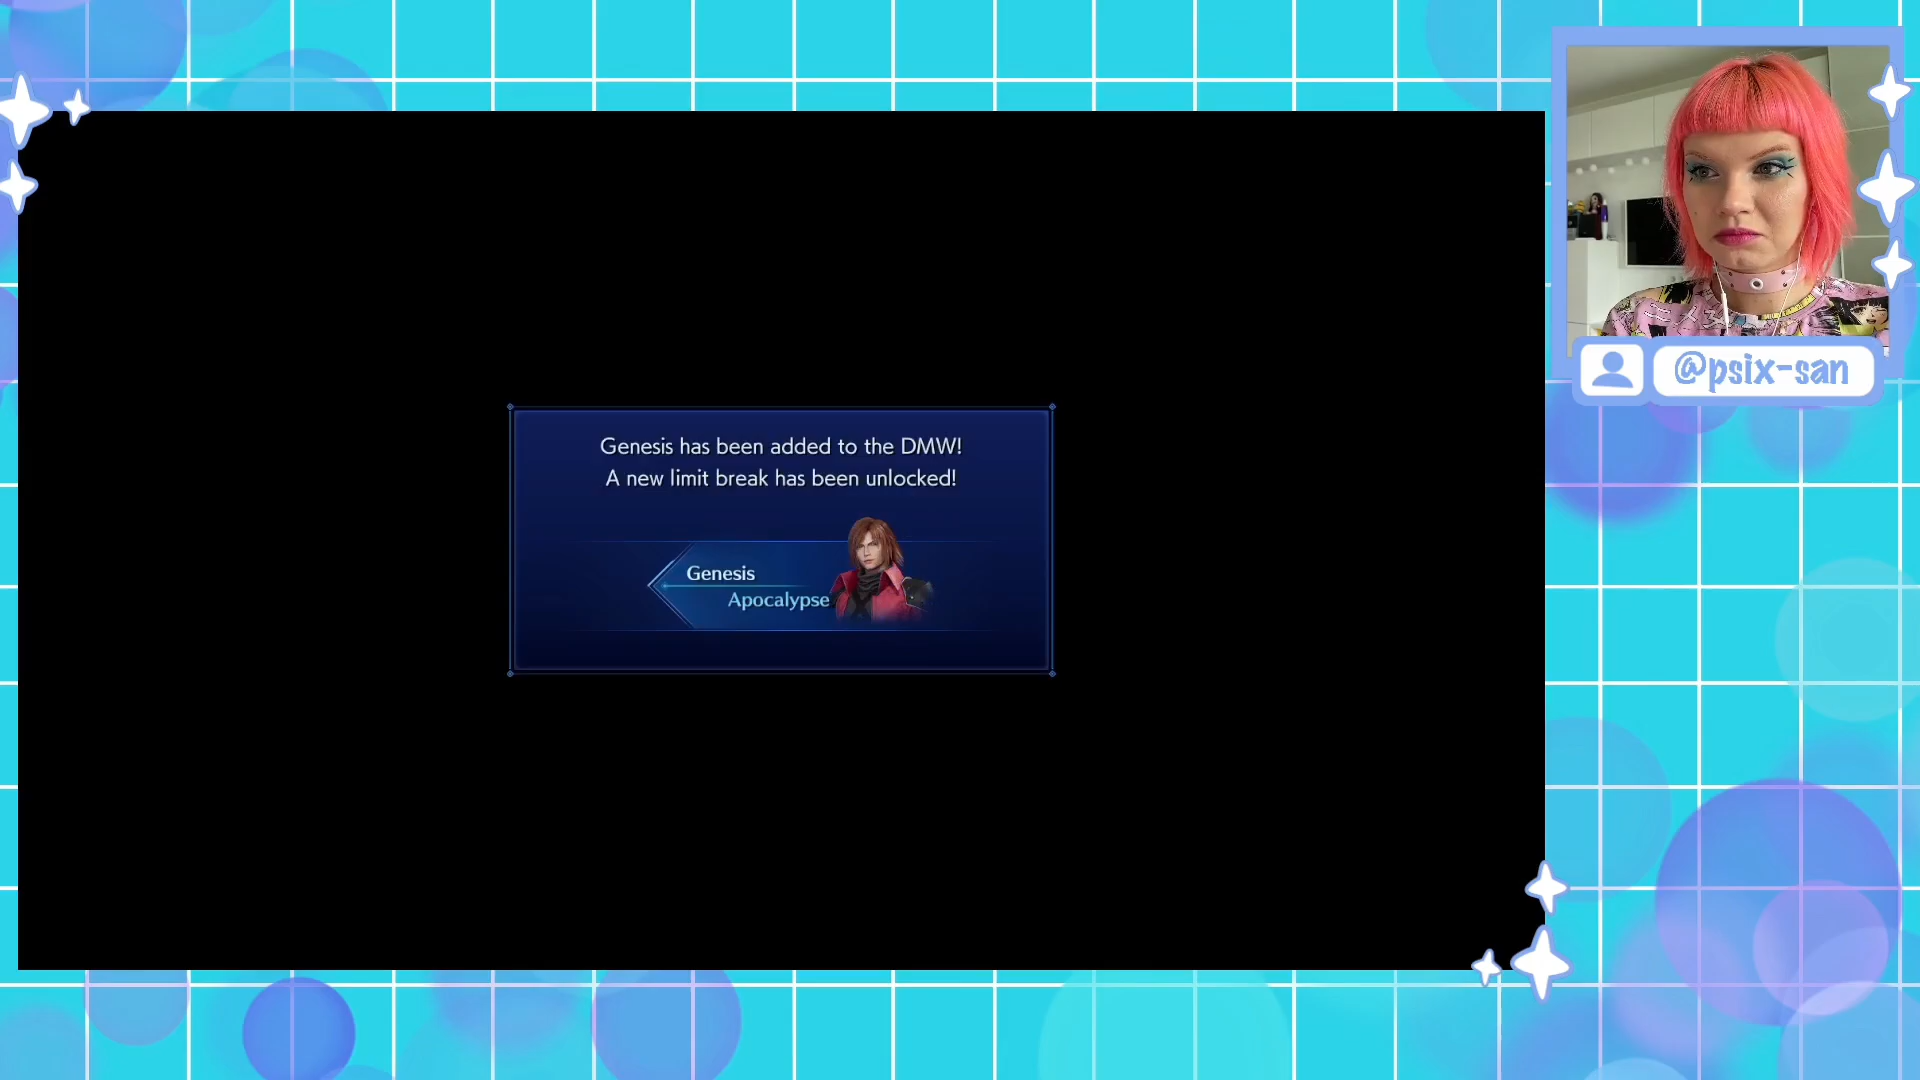 Genesis has been added to the DMW!
A new limit break has been unlocked!
Genesis
Apocalypse
@psix-san